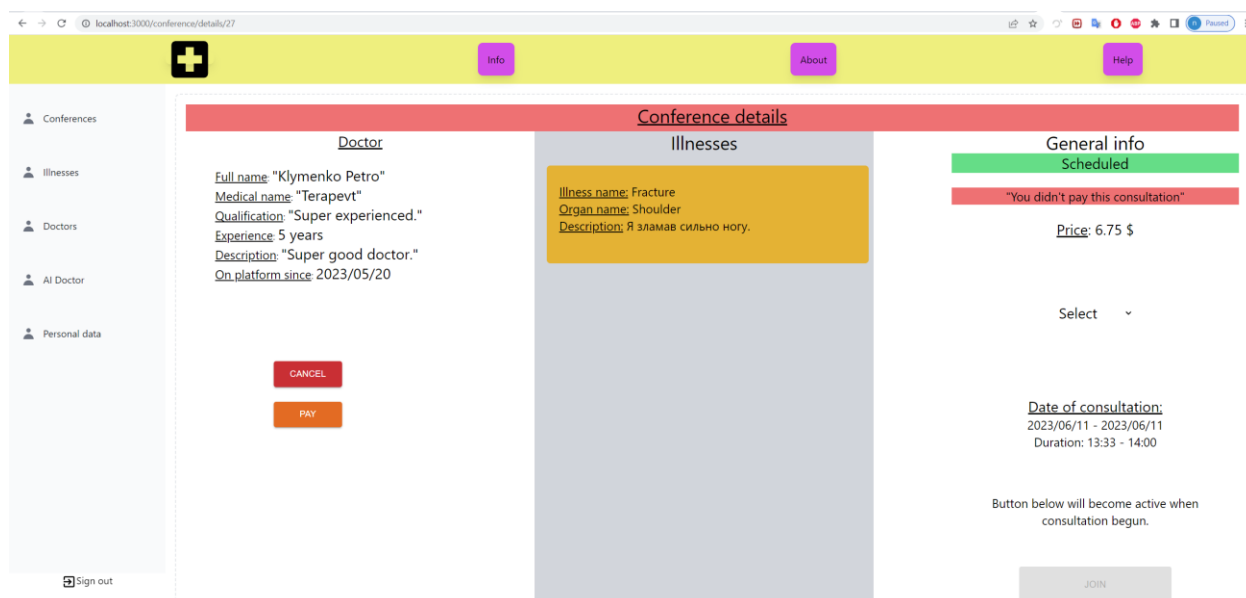 localhost:3000/conference/details/27
Paused
Info
About
Help
Conferences
Illnesses
Doctors
AI Doctor
Personal data
Sign out
Conference details
Doctor
Full name: "Klymenko Petro"
Medical name: "Terapevt"
Qualification: "Super experienced."
Experience: 5 years
Description: "Super good doctor."
On platform since: 2023/05/20
CANCEL
PAY
Illnesses
Illness name: Fracture
Organ name: Shoulder
Description: Я зламав сильно ногу.
General info
Scheduled
"You didn't pay this consultation"
Price: 6.75 $
Select
Date of consultation:
2023/06/11 - 2023/06/11
Duration: 13:33 - 14:00
Button below will become active when
consultation begun.
JOIN